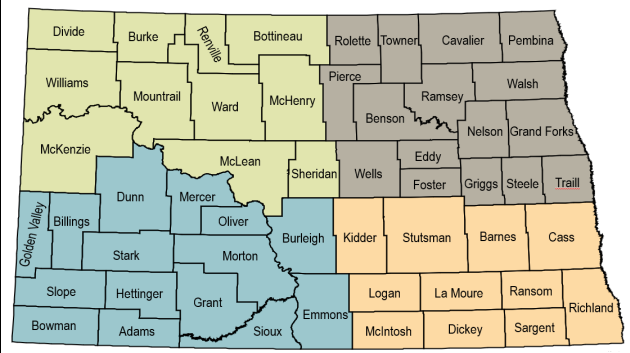 Divide
Burke
Renville
Bottineau
Rolette
Towner
Cavalier
Pembina
Williams
Mountrail
Ward
McHenry
Pierce
Benson
Ramsey
Walsh
Nelson
Grand Forks
McKenzie
McLean
Sheridan
Wells
Eddy
Foster
Griggs
Steele
Traill
Golden Valley
Billings
Dunn
Mercer
Oliver
Burleigh
Kidder
Stutsman
Barnes
Cass
Stark
Morton
Slope
Hettinger
Grant
Emmons
Logan
La Moure
Ransom
Richland
Bowman
Adams
Sioux
McIntosh
Dickey
Sargent